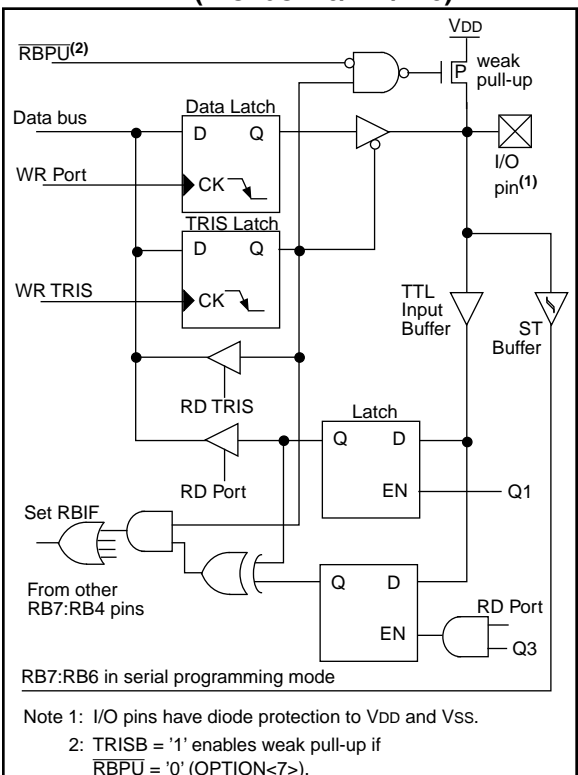 VDD
RBPU(2)
weak
pull-up
P
Data Latch
Data bus
D Q
I/O
pin(1)
WR Port
CK
TRIS Latch
D Q
WR TRIS
CK
TTL
Input
Buffer
ST
Buffer
RD TRIS
Latch
Q D
RD Port
EN
Q1
Set RBIF
From other
RB7:RB4 pins
Q D
RD Port
EN
Q3
RB7:RB6 in serial programming mode
Note 1: I/O pins have diode protection to VDD and VSS.
2: TRISB = '1' enables weak pull-up if
RBPU = '0' (OPTION<7>).